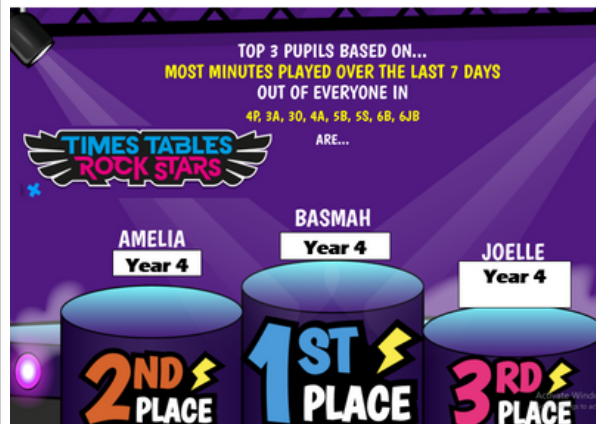 TOP 3 PUPILS BASED ON...
MOST MINUTES PLAYED OVER THE LAST 7 DAYS
OUT OF EVERYONE IN
4P, 3A, 3O, 4A, 5B, 5S, 6B, 6JB
ARE...
TIMES TABLES
ROCK STARS
BASMAH
Year 4
AMELIA
Year 4
JOELLE
Year 4
1ST
PLACE
2ND
PLACE
3RD
PLACE
Activate Wind